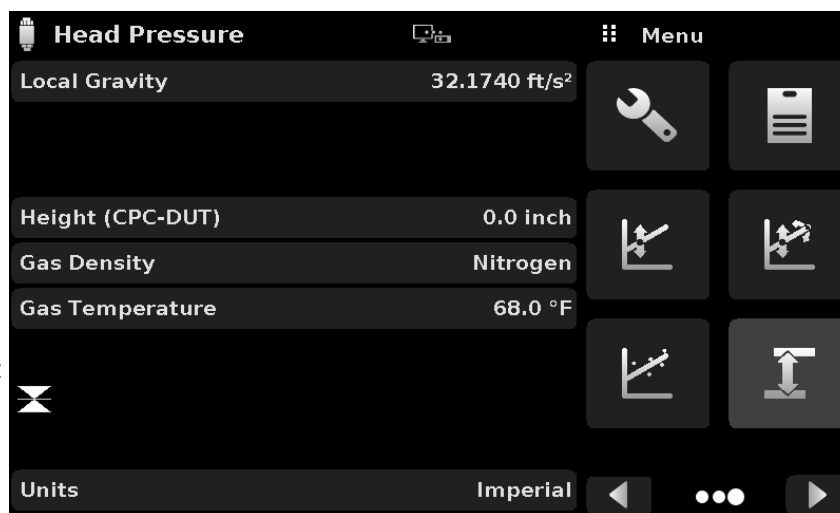 Head Pressure
Menu
Local Gravity 32.1740 ft/s²
Height (CPC-DUT) 0.0 inch
Gas Density Nitrogen
Gas Temperature 68.0 °F
Units Imperial